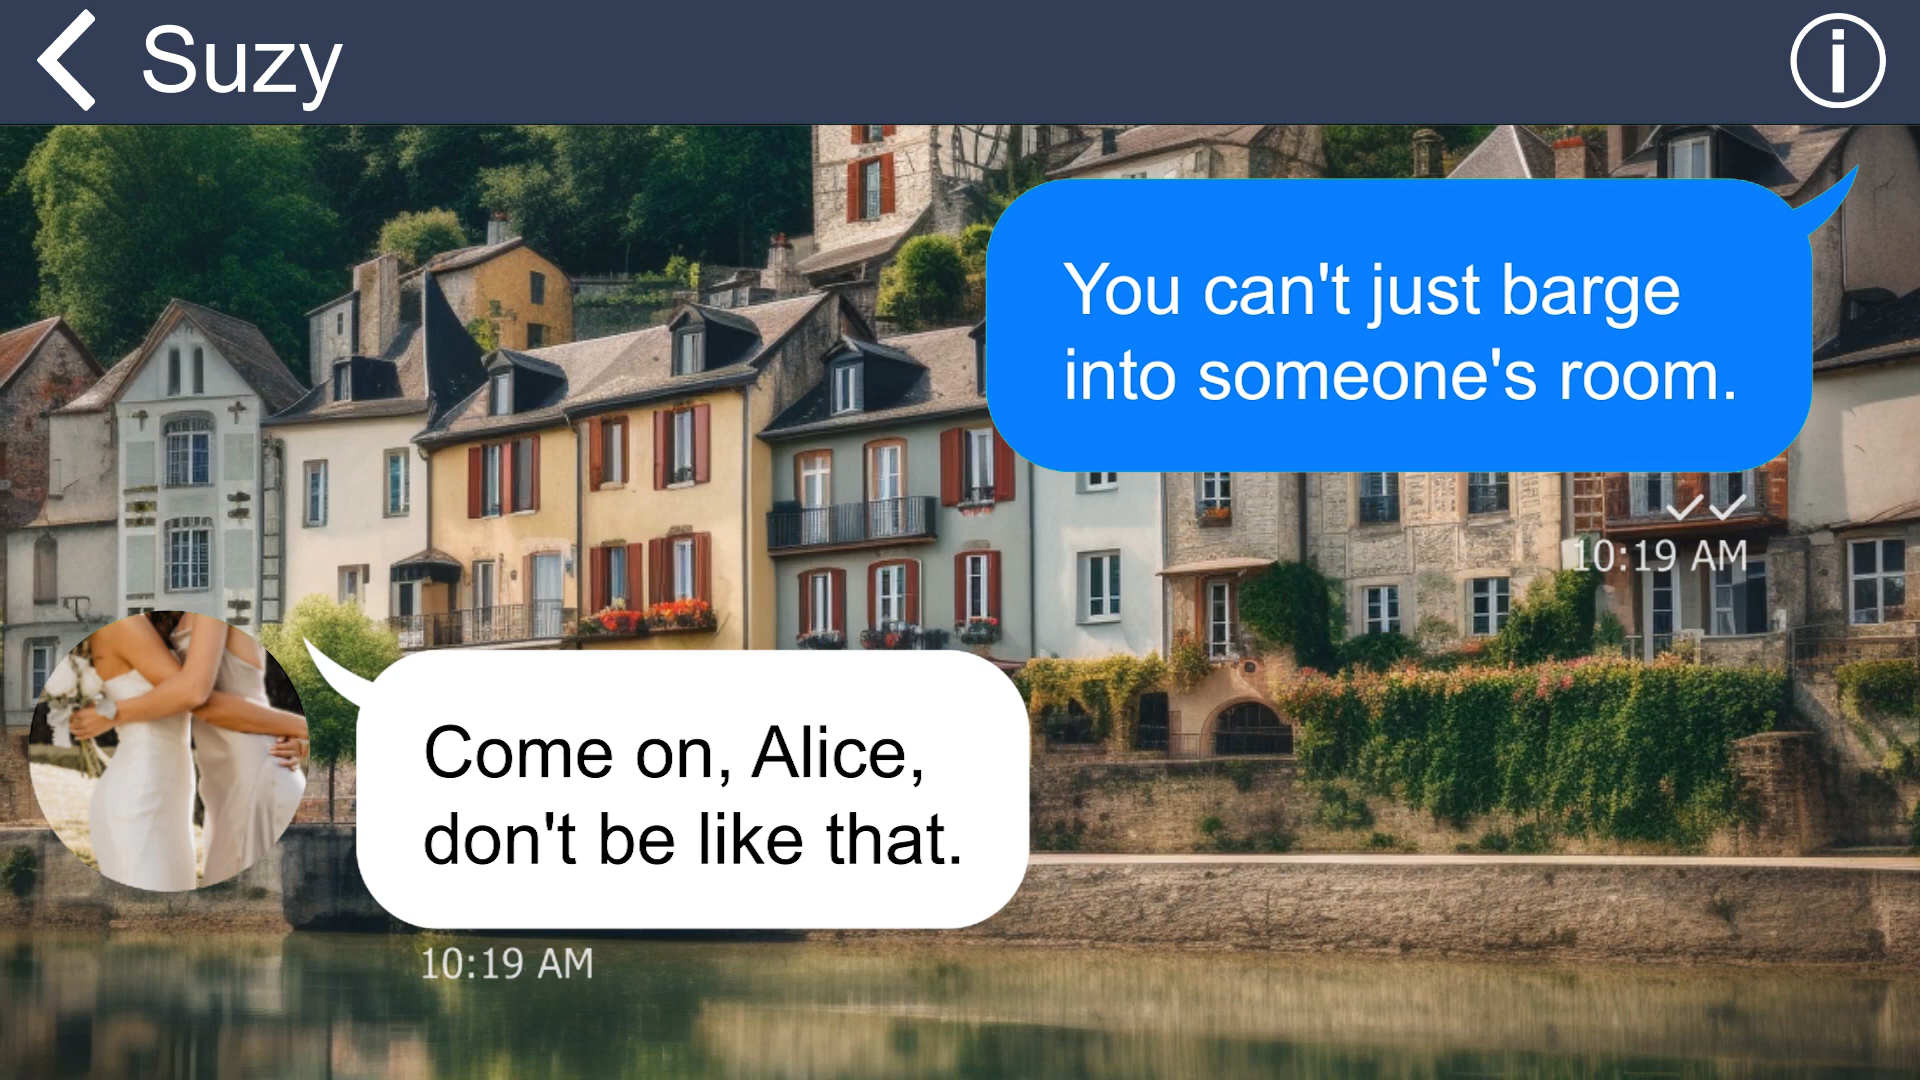 Suzy
You can't just barge
into someone's room.
10:19 AM
Come on, Alice,
don't be like that.
10:19 AM